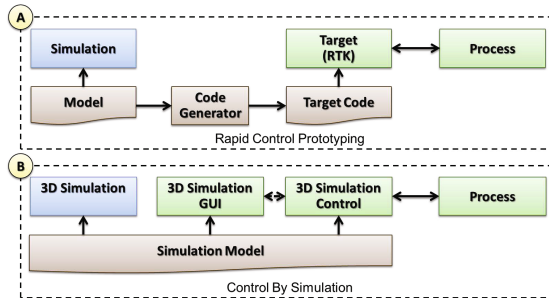 A
Simulation
Target
(RTK)
Process
Model
Code
Generator
Target Code
Rapid Control Prototyping
B
3D Simulation
3D Simulation
GUI
3D Simulation
Control
Process
Simulation Model
Control By Simulation